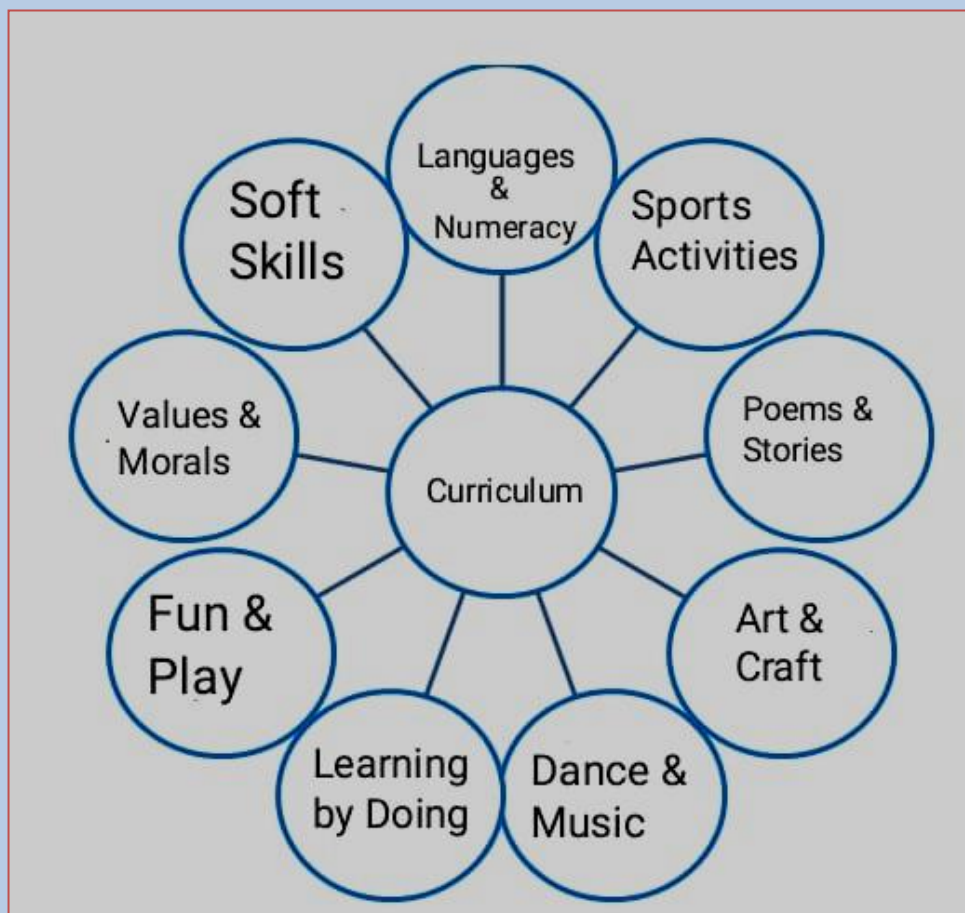 Languages
&
Numeracy
Sports
Activities
Poems &
Stories
Art &
Craft
Dance &
Music
Learning
by Doing
Fun &
Play
Values &
Morals
Soft
Skills
Curriculum